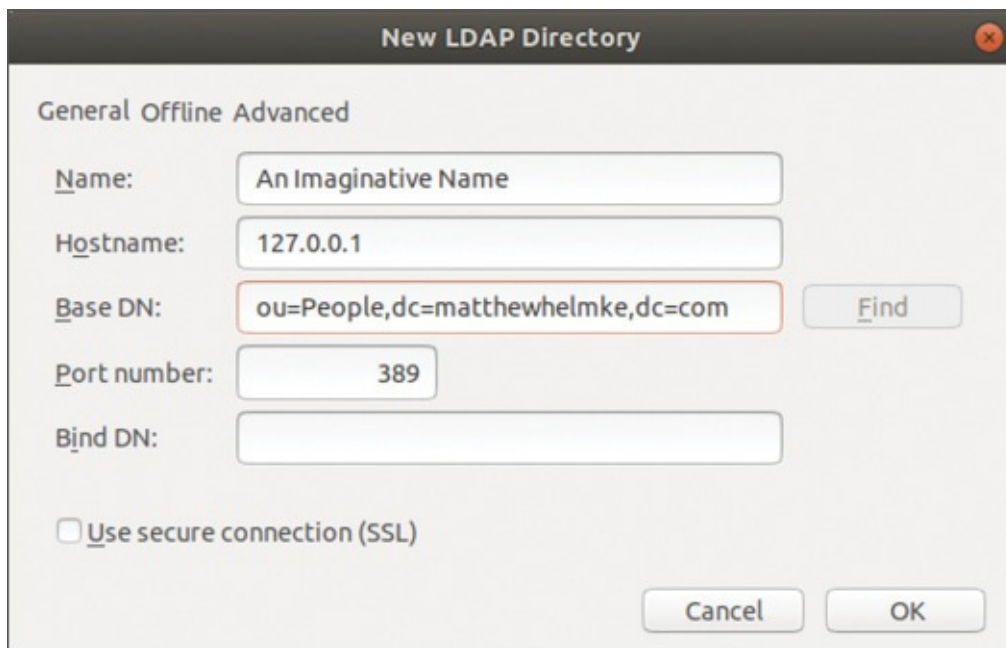 New LDAP Directory
General Offline Advanced
Name: An Imaginative Name
Hostname: 127.0.0.1
Base DN: ou=People,dc=matthewhelmke,dc=com Find
Port number: 389
Bind DN:
Use secure connection (SSL)
Cancel OK